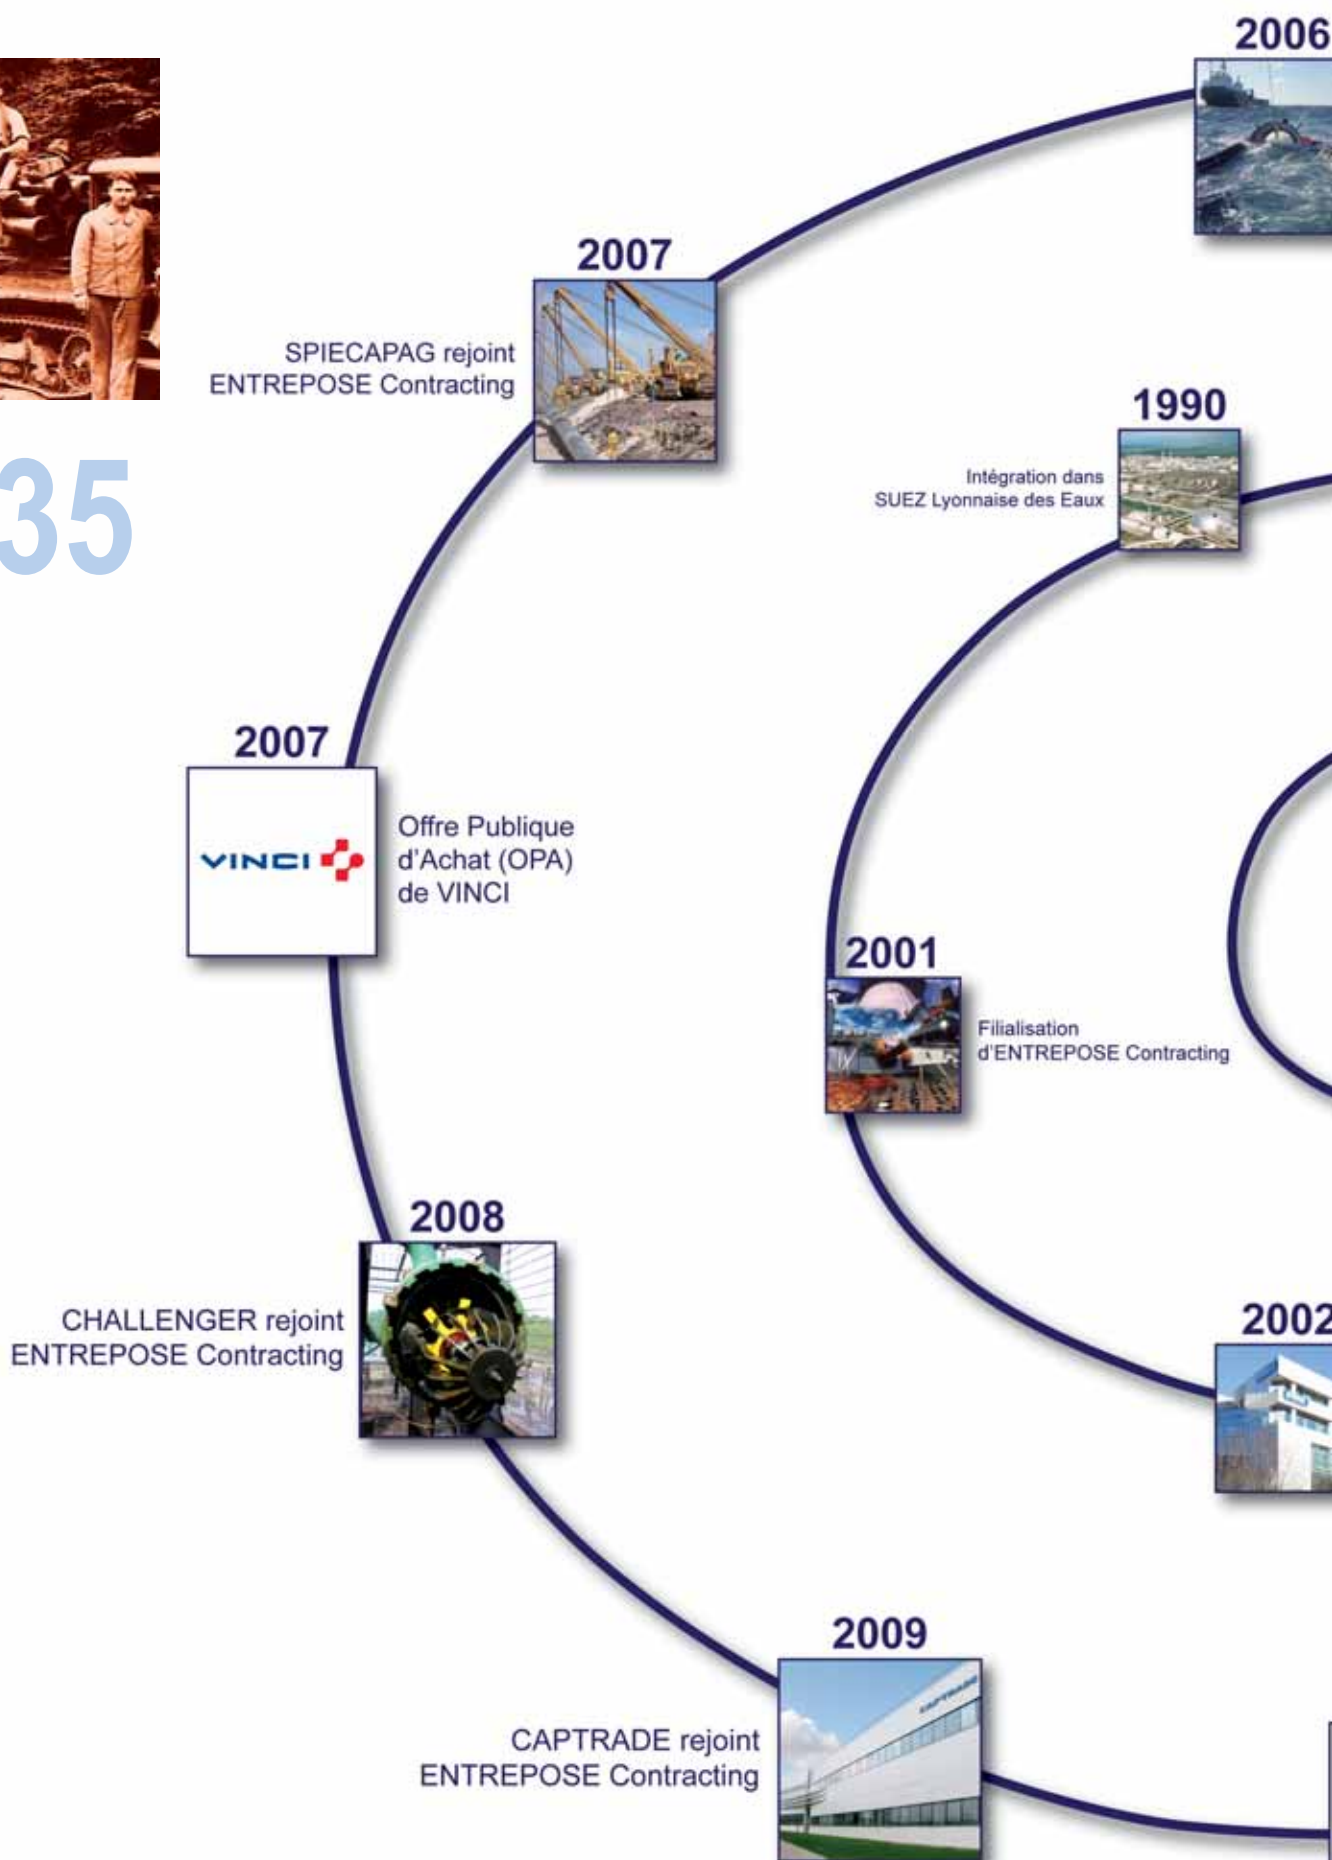 2006
2007
SPIECAPAG rejoint
ENTREPOSE Contracting
1990
Intégration dans
SUEZ Lyonnaise des Eaux
35
2007
VINCI
Offre Publique
d'Achat (OPA)
de VINCI
2001
Filialisation
d'ENTREPOSE Contracting
2008
CHALLENGER rejoint
ENTREPOSE Contracting
2002
2009
CAPTRADE
CAPTRADE rejoint
ENTREPOSE Contracting